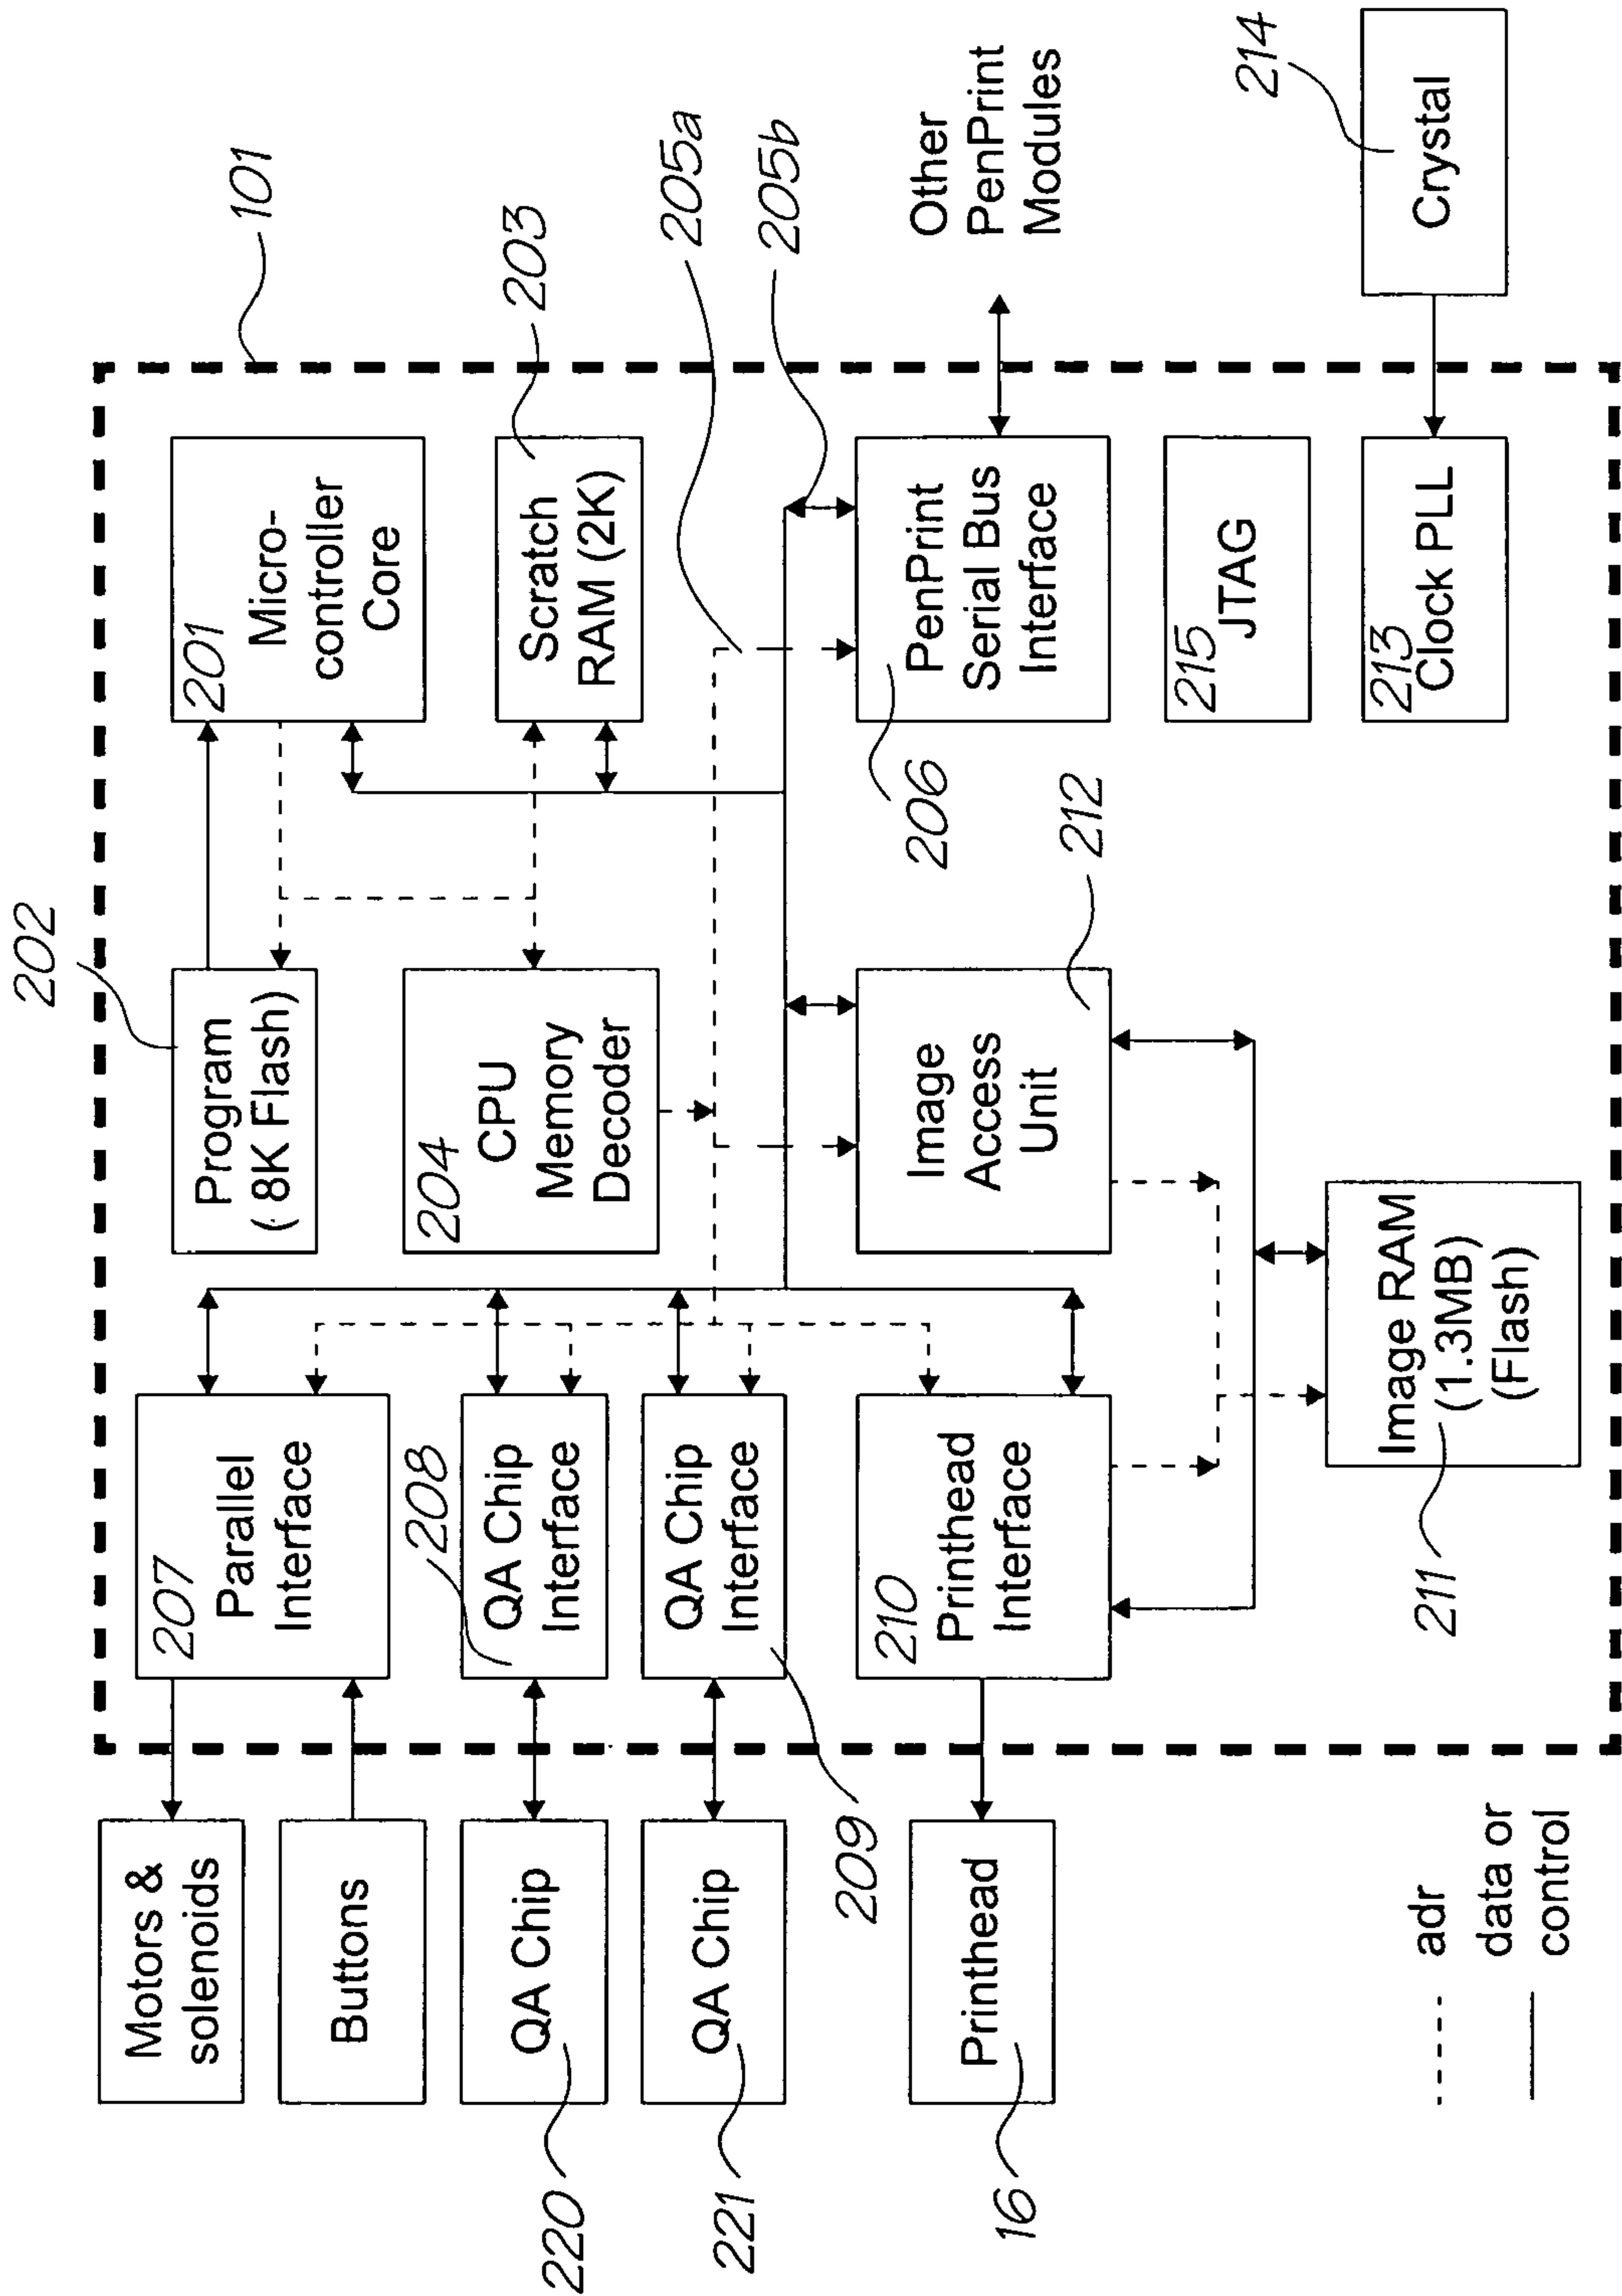 202
101
Motors &
solenoids
207
Parallel
Interface
Program
( 8K Flash)
201
Micro-
controller
Core
Buttons
208
QA Chip
QA Chip
Interface
204
CPU
Memory
Decoder
Scratch
RAM (2K)
203
220
QA Chip
QA Chip
Interface
205a
221
209
205b
Printhead
16
210
Printhead
Interface
Image
Access
Unit
212
206
PenPrint
Serial Bus
Interface
Other
PenPrint
Modules
215
JTAG
214
211
Image RAM
(1.3MB)
(Flash)
213
Clock PLL
Crystal
adr
data or
control